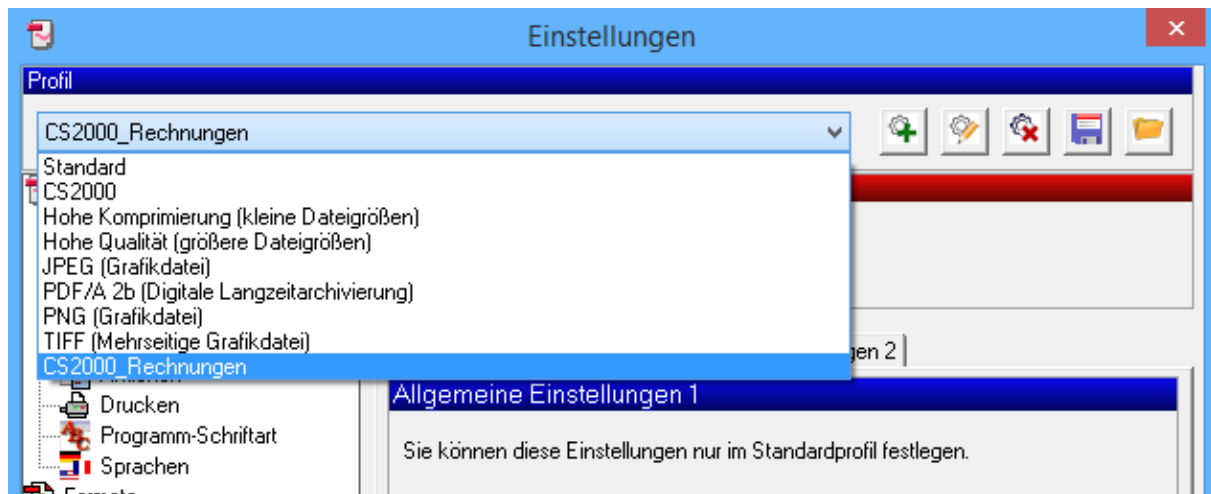 Einstellungen
Profil
CS2000_Rechnungen
Standard
CS2000
Hohe Komprimierung (kleine Dateigrößen)
Hohe Qualität (größere Dateigrößen)
JPEG (Grafikdatei)
PDF/A 2b (Digitale Langzeitarchivierung)
PNG (Grafikdatei)
TIFF (Mehrseitige Grafikdatei)
CS2000_Rechnungen
gen 2
Drucken
Programm-Schriftart
Sprachen
Allgemeine Einstellungen 1
Sie können diese Einstellungen nur im Standardprofil festlegen.